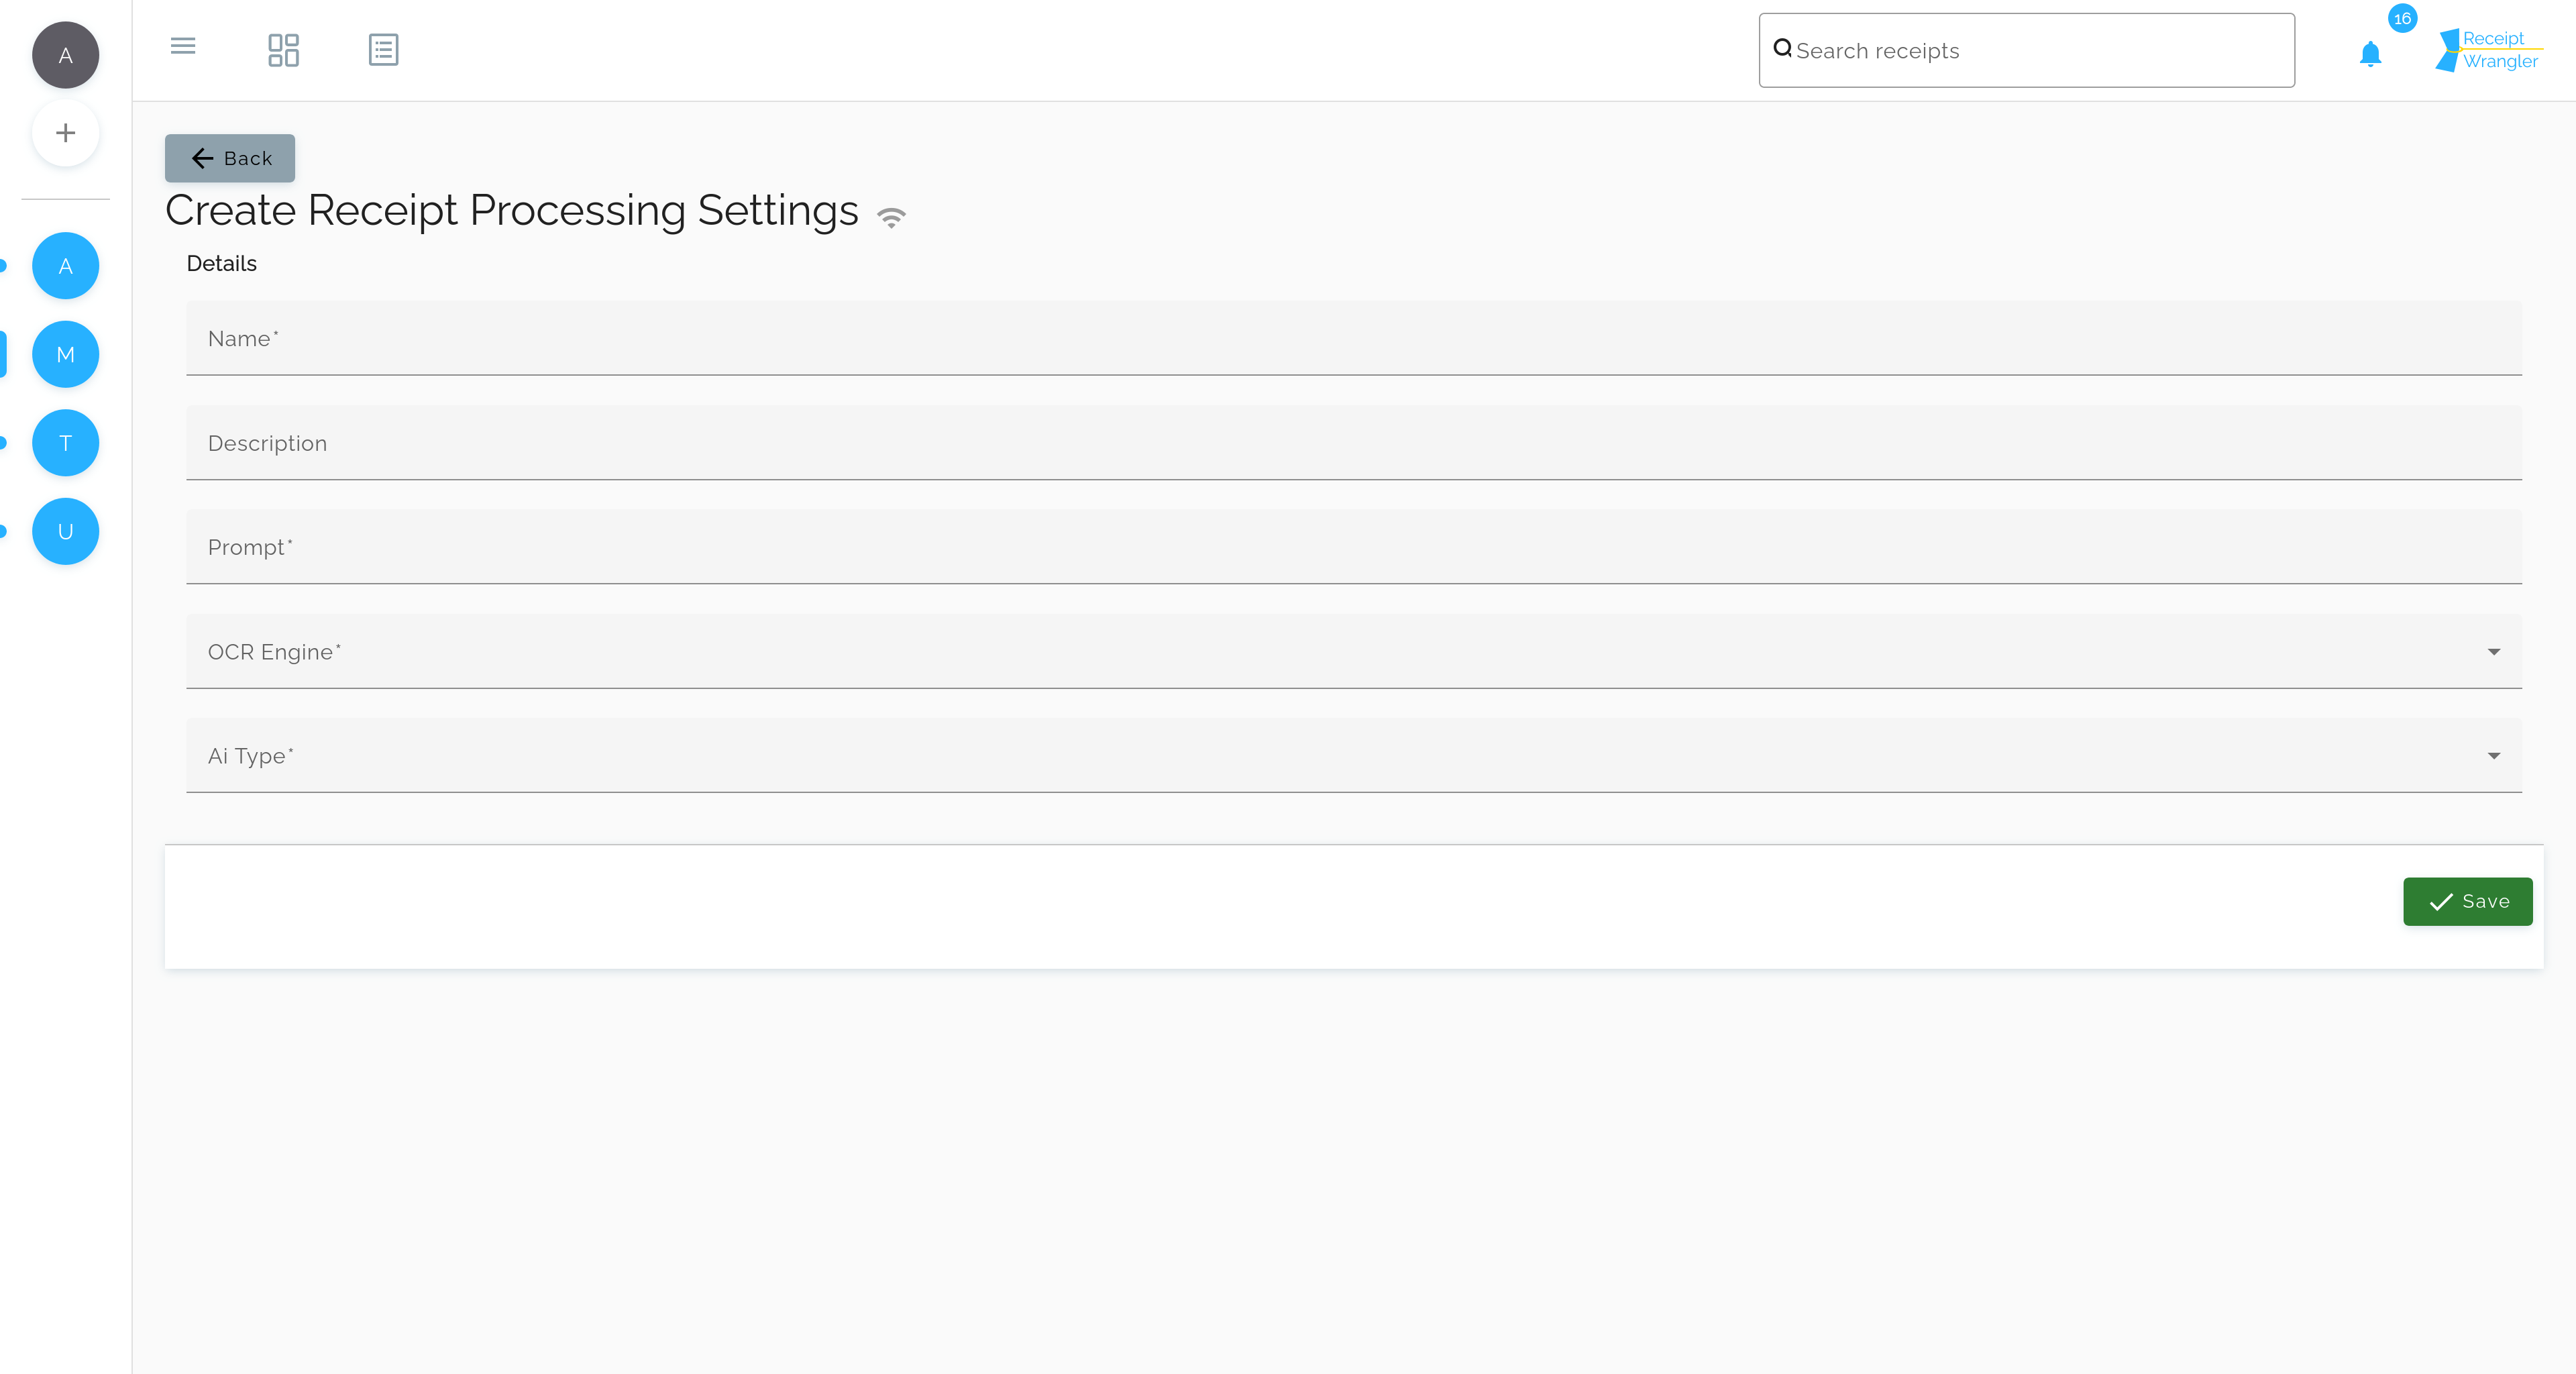 A
Search receipts
16
Receipt
Wrangler
Back
Create Receipt Processing Settings
Details
A
Name*
M
Description
T
Prompt*
U
OCR Engine*
Ai Type*
Save